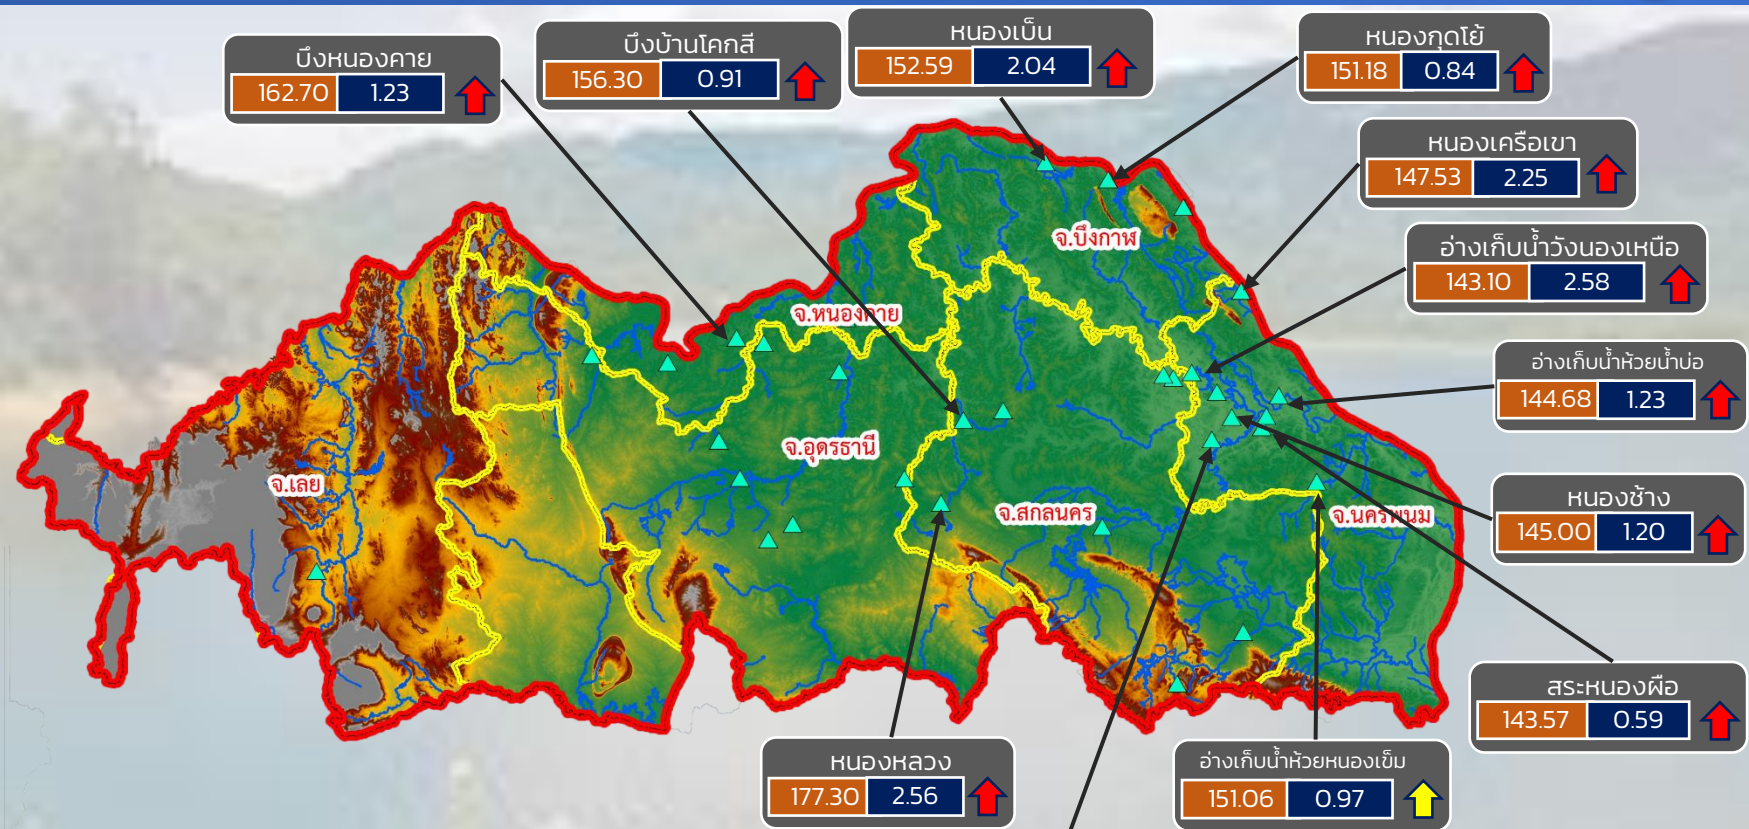 บึงหนองคาย
162.70 1.23
บึงบ้านโคกสี
156.30 0.91
หนองเบ็น
152.59 2.04
หนองกุดโย้
151.18 0.84
หนองเครือเขา
147.53 2.25
อ่างเก็บน้ำวังนองเหนือ
143.10 2.58
อ่างเก็บน้ำห้วยน้ำบ่อ
144.68 1.23
หนองช้าง
145.00 1.20
สระหนองผือ
143.57 0.59
อ่างเก็บน้ำห้วยหนองเข็ม
151.06 0.97
หนองหลวง
177.30 2.56
จ.บึงกาฬ
จ.หนองคาย
จ.อุดรธานี
จ.เลย
จ.สกลนคร
จ.นครพนม